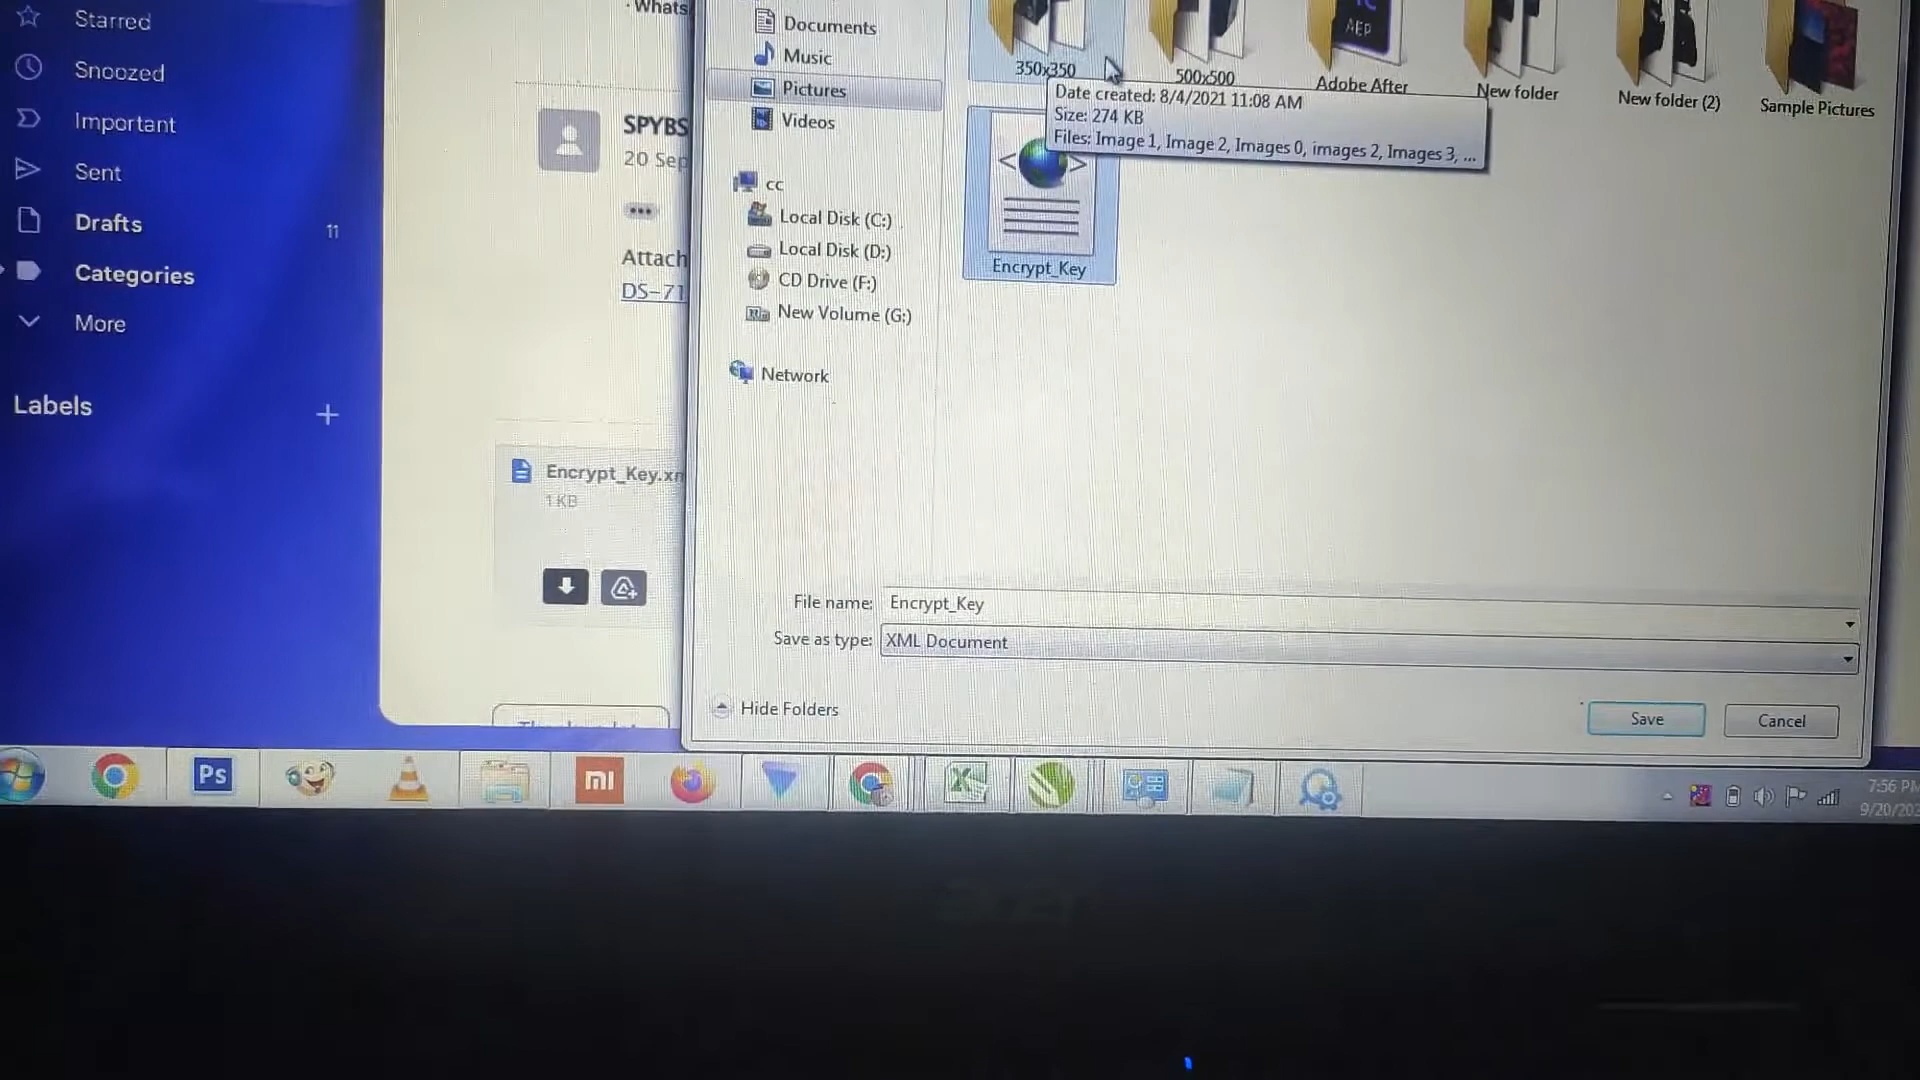 Starred
Snoozed
Important
Sent
Drafts 11
Categories
More
Labels
· Whats
SPYBS
20 Sep
Attach
DS-71
Encrypt_Key.xm
1 KB
Documents
Music
Pictures
Videos
cc
Local Disk (C:)
Local Disk (D:)
CD Drive (F:)
New Volume (G:)
Network
350x350
500x500
AEP
Adobe After
New folder
New folder (2)
Sample Pictures
Date created: 8/4/2021 11:08 AM
Size: 274 KB
Files: Image 1, Image 2, Images 0, images 2, Images 3, ...
Encrypt_Key
File name: Encrypt_Key
Save as type: XML Document
Hide Folders
Save
Cancel
Ps
mi
7:56 PM
9/20/202